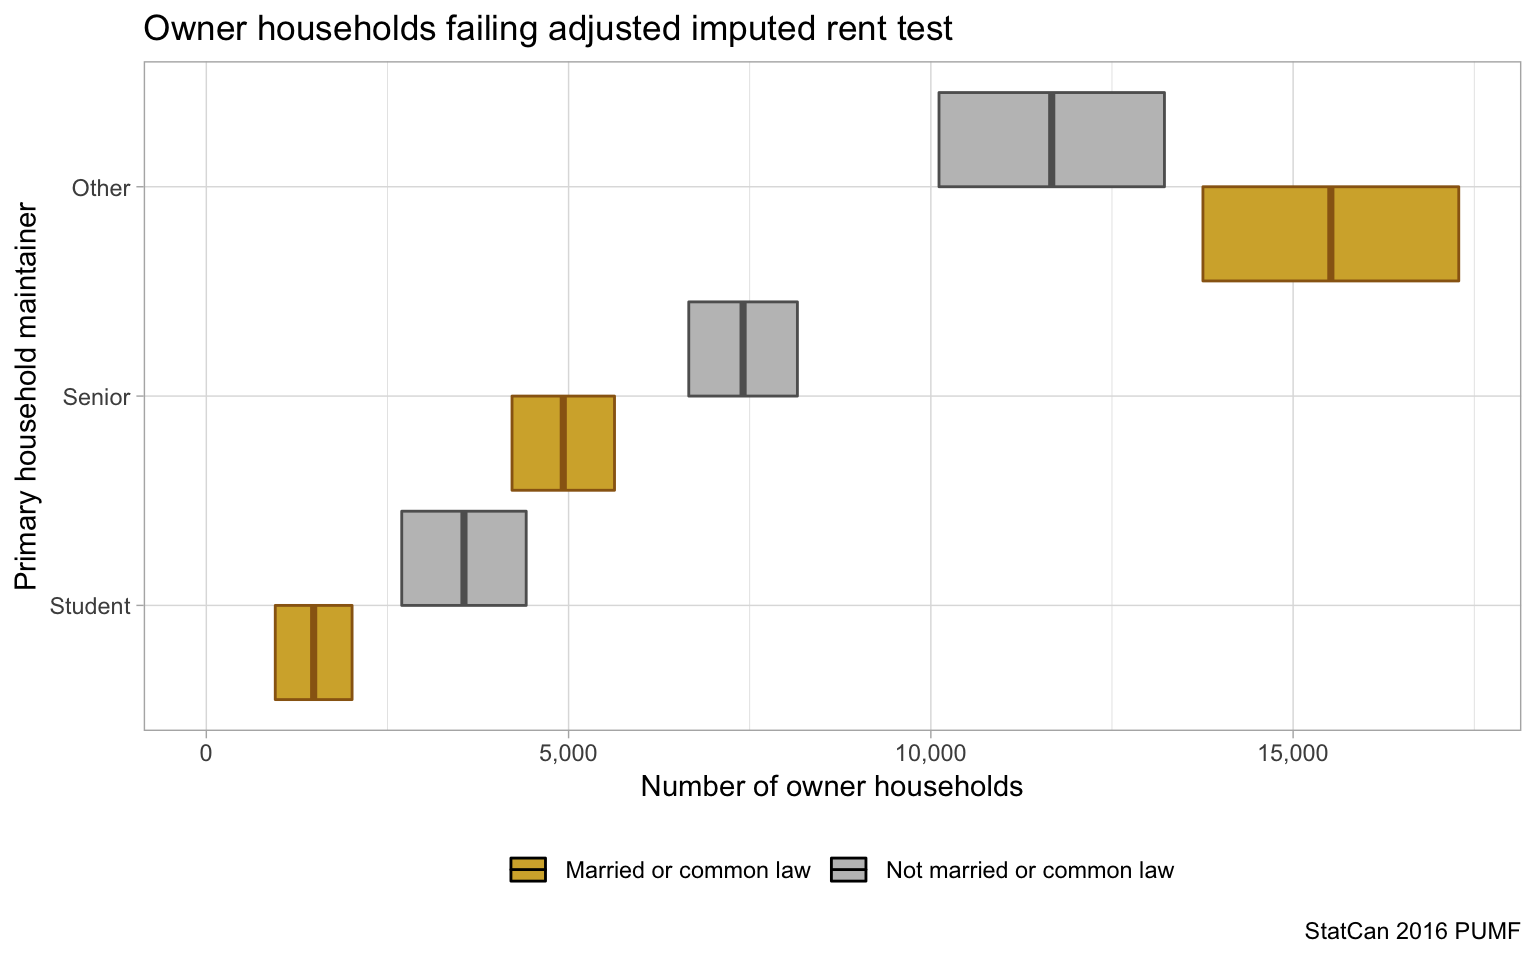 Owner households failing adjusted imputed rent test
Primary household maintainer
Other
Senior
Student
0
5,000
10,000
15,000
Number of owner households
Married or common law
Not married or common law
StatCan 2016 PUMF